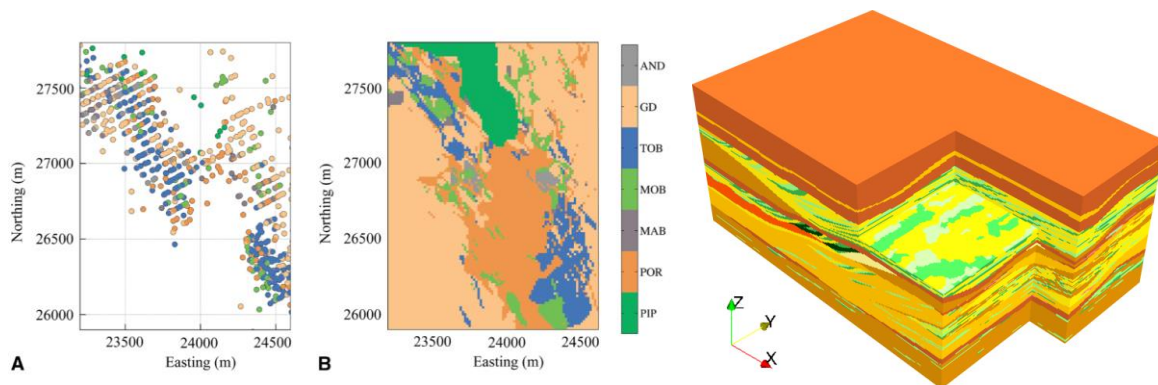 27500
27000
26500
26000
Northing (m)
23500 24000 24500
Easting (m)
A
27500
27000
26500
26000
Northing (m)
23500 24000 24500
Easting (m)
B
AND
GD
TOB
MOB
MAB
POR
PIP
Z
Y
X